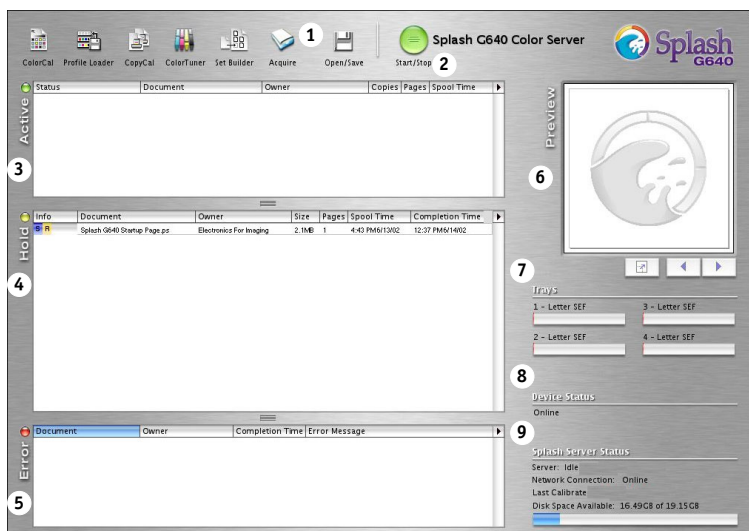 1
Splash G640 Color Server
Splash
G640
ColorCal Profile Loader CopyCal ColorTuner Set Builder Acquire Open/Save Start/Stop 2
Active
Status Document Owner Copies Pages Spool Time
3
Preview
6
Hold
Info Document Owner Size Pages Spool Time Completion Time
S R Splash G640 Startup Page.ps Electronics For Imaging 2.1MB 1 4:43 PM6/13/02 12:37 PM6/14/02
4
7
Trays
1 - Letter SEF 3 - Letter SEF
2 - Letter SEF 4 - Letter SEF
8
Device Status
Online
Error
Document Owner Completion Time Error Message
5
9
Splash Server Status
Server: Idle
Network Connection: Online
Last Calibrate
Disk Space Available: 16.49GB of 19.15GB